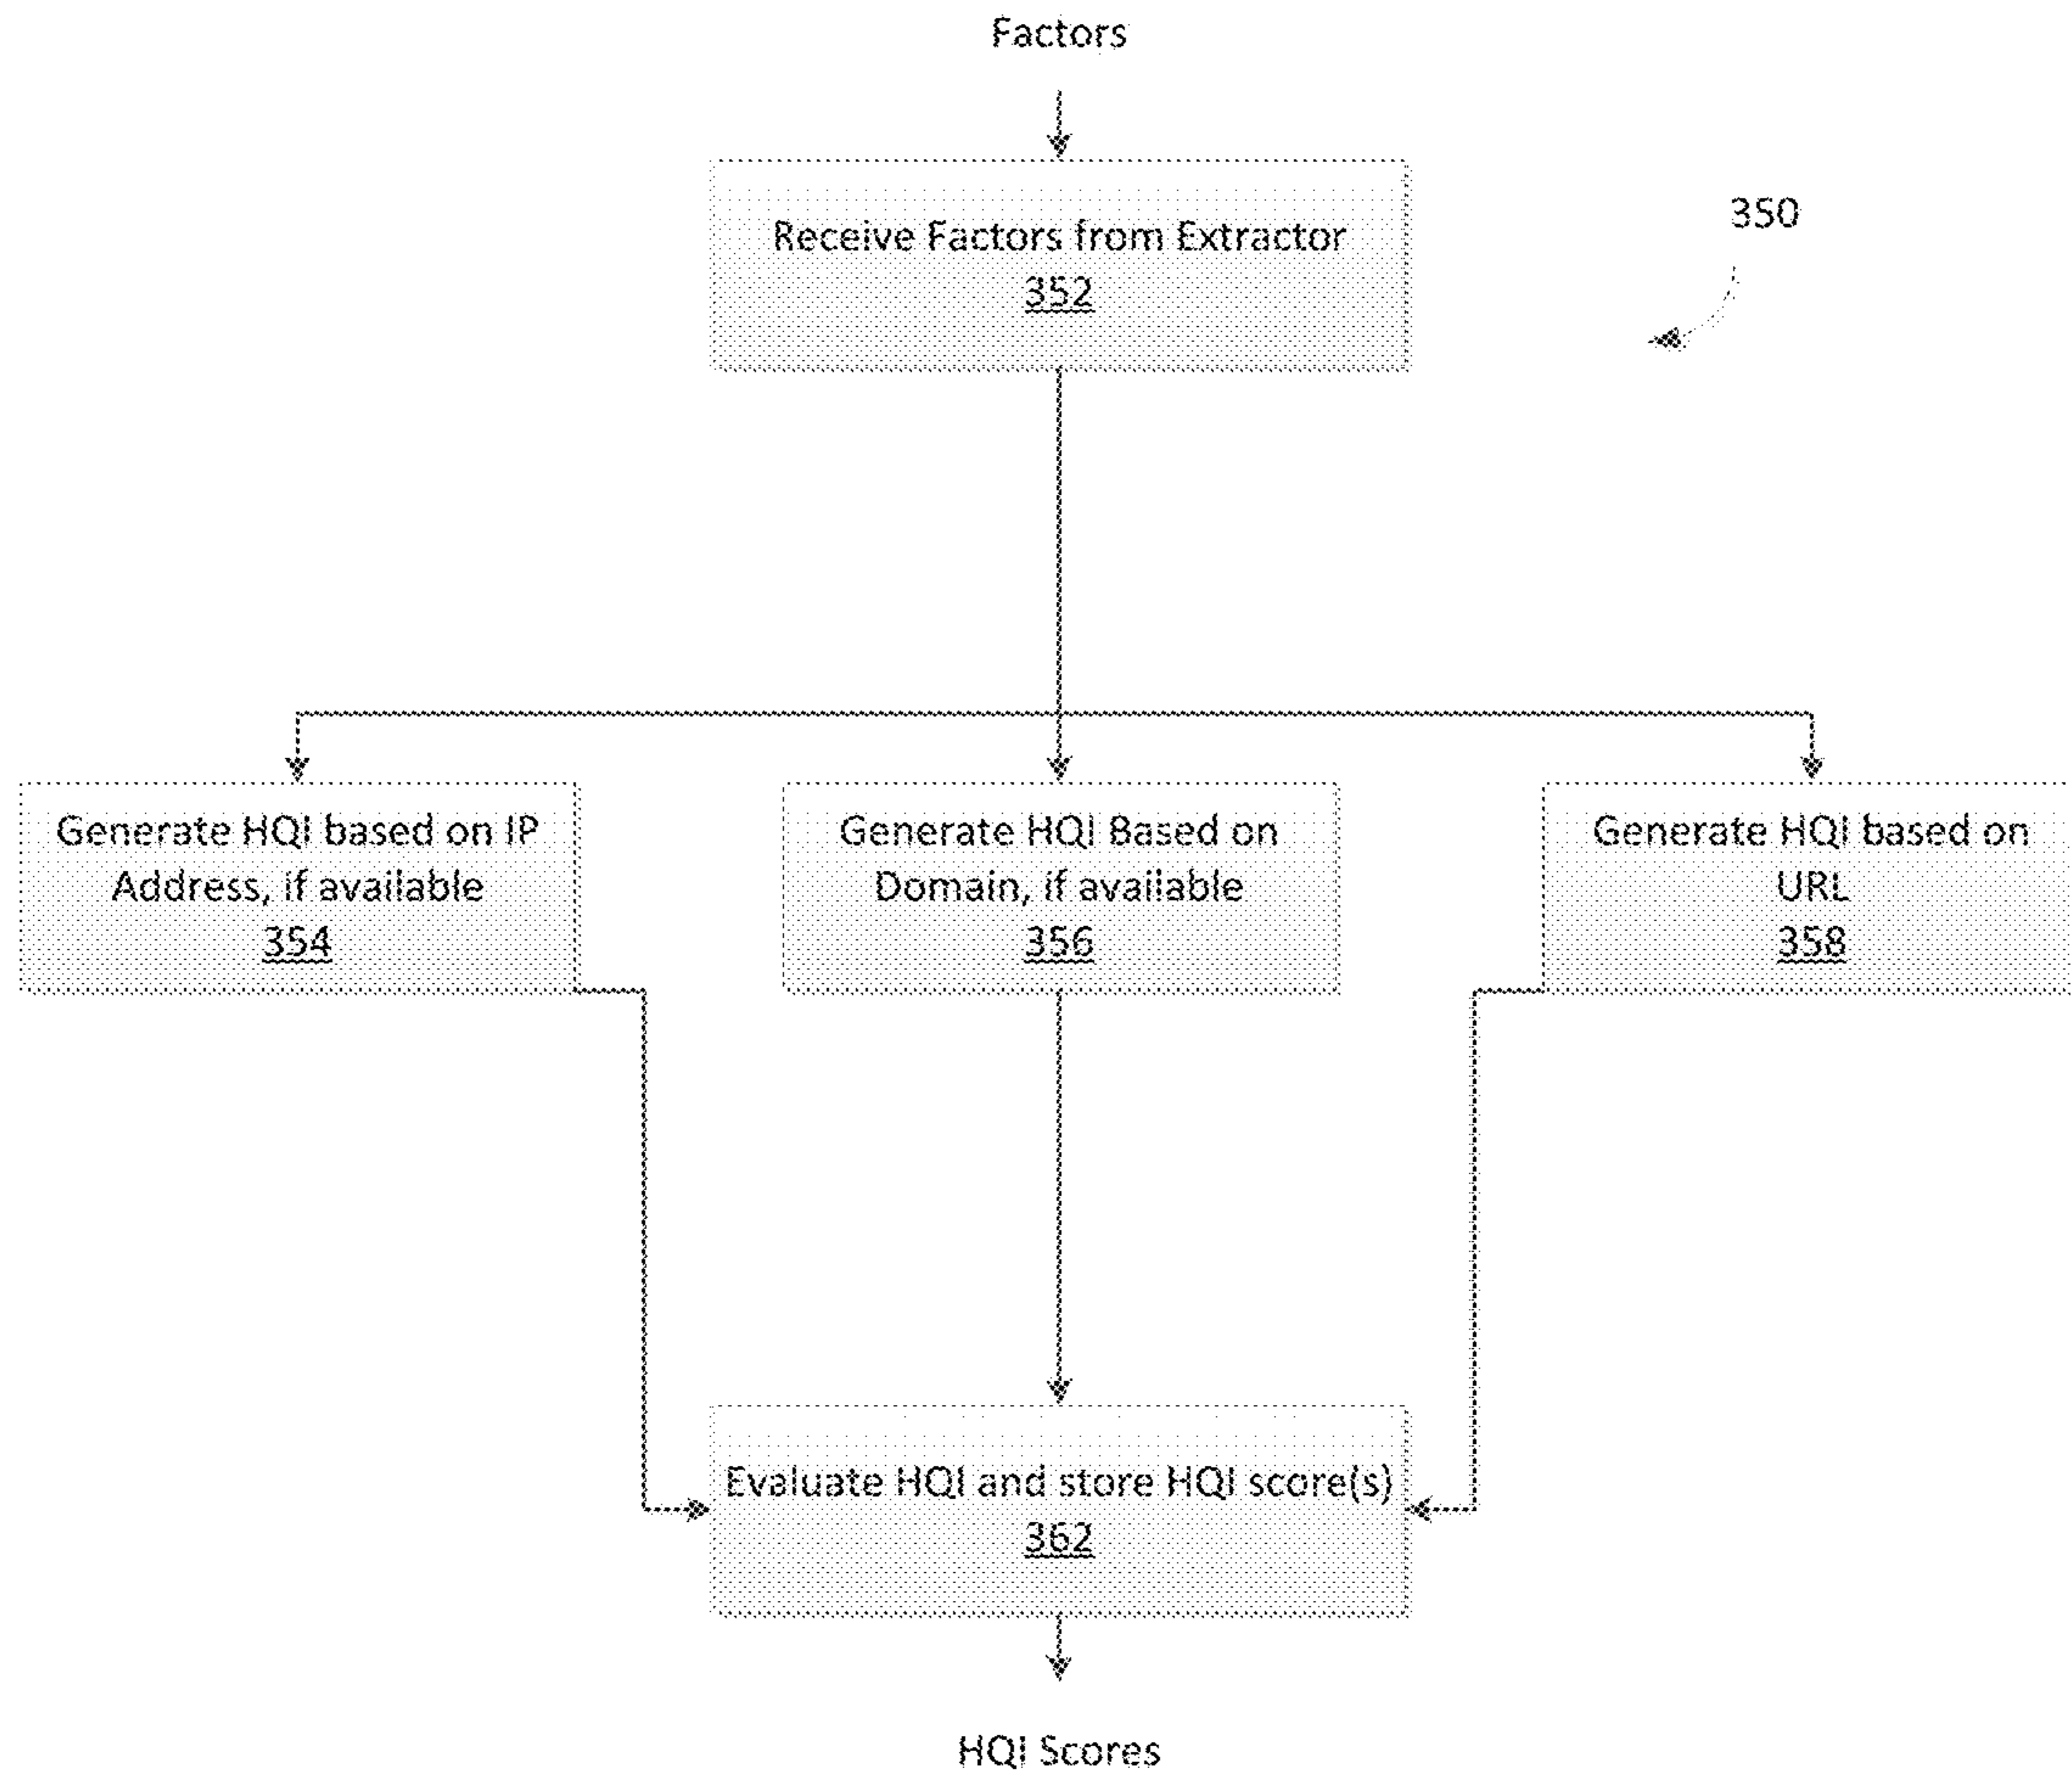 Factors
Receive Factors from Extractor
352
350
Generate HQI based on IP
Address, if available
354
Generate HQI Based on
Domain, if available
356
Generate HQI based on
URL
358
Evaluate HQI and store HQI score(s)
362
HQI Scores